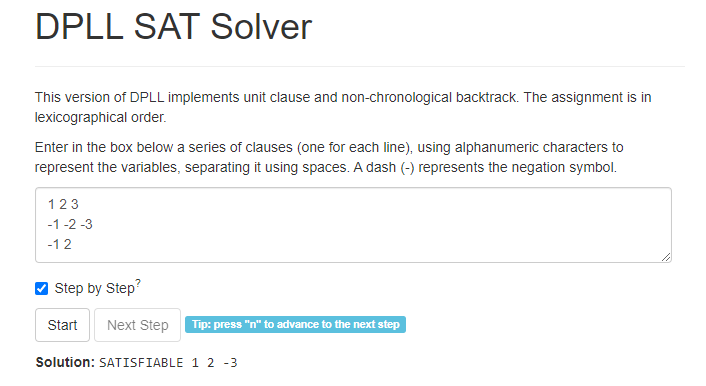 DPLL SAT Solver
This version of DPLL implements unit clause and non-chronological backtrack. The assignment is in
lexicographical order.
Enter in the box below a series of clauses (one for each line), using alphanumeric characters to
represent the variables, separating it using spaces. A dash (-) represents the negation symbol.
1 2 3
-1 -2 -3
-1 2
Step by Step?
Start Next Step Tip: press "n" to advance to the next step
Solution: SATISFIABLE 1 2 -3